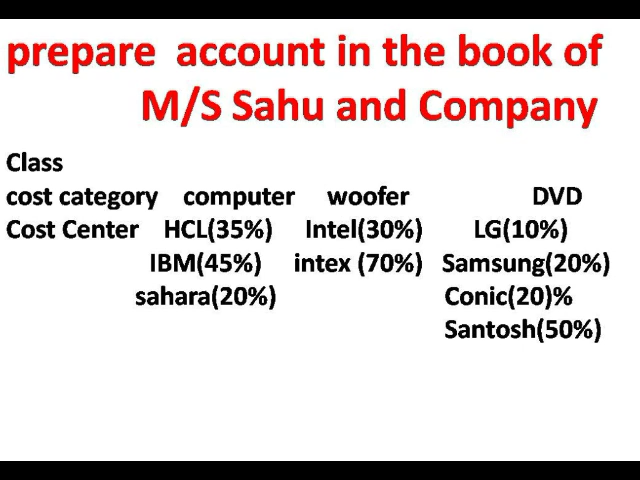 prepare account in the book of
M/S Sahu and Company
Class
cost category computer woofer DVD
Cost Center HCL(35%) Intel(30%) LG(10%)
IBM(45%) intex (70%) Samsung(20%)
sahara(20%) Conic(20)%
Santosh(50%)